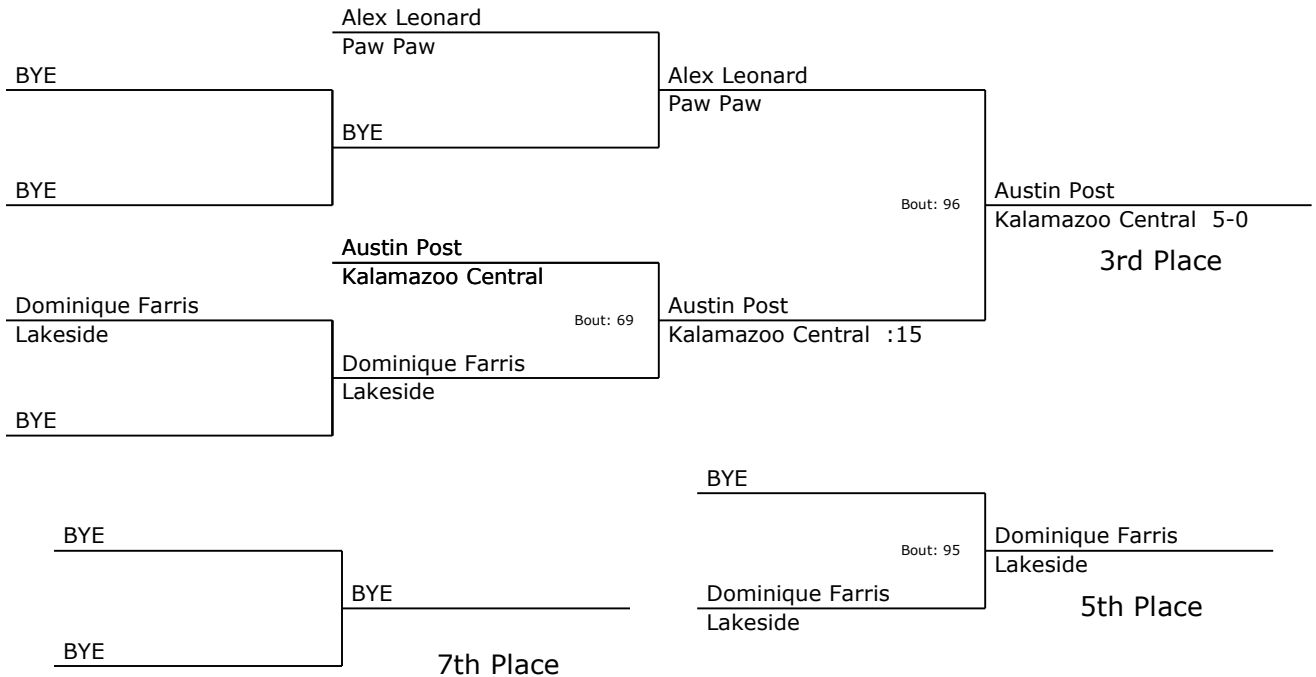 Alex Leonard
Paw Paw
BYE
Alex Leonard
Paw Paw
BYE
BYE
Bout: 96
Austin Post
Kalamazoo Central 5-0
3rd Place
Austin Post
Kalamazoo Central
Dominique Farris
Lakeside
Bout: 69
Austin Post
Kalamazoo Central :15
Dominique Farris
Lakeside
BYE
BYE
BYE
Bout: 95
Dominique Farris
Lakeside
5th Place
BYE
Dominique Farris
Lakeside
BYE
7th Place